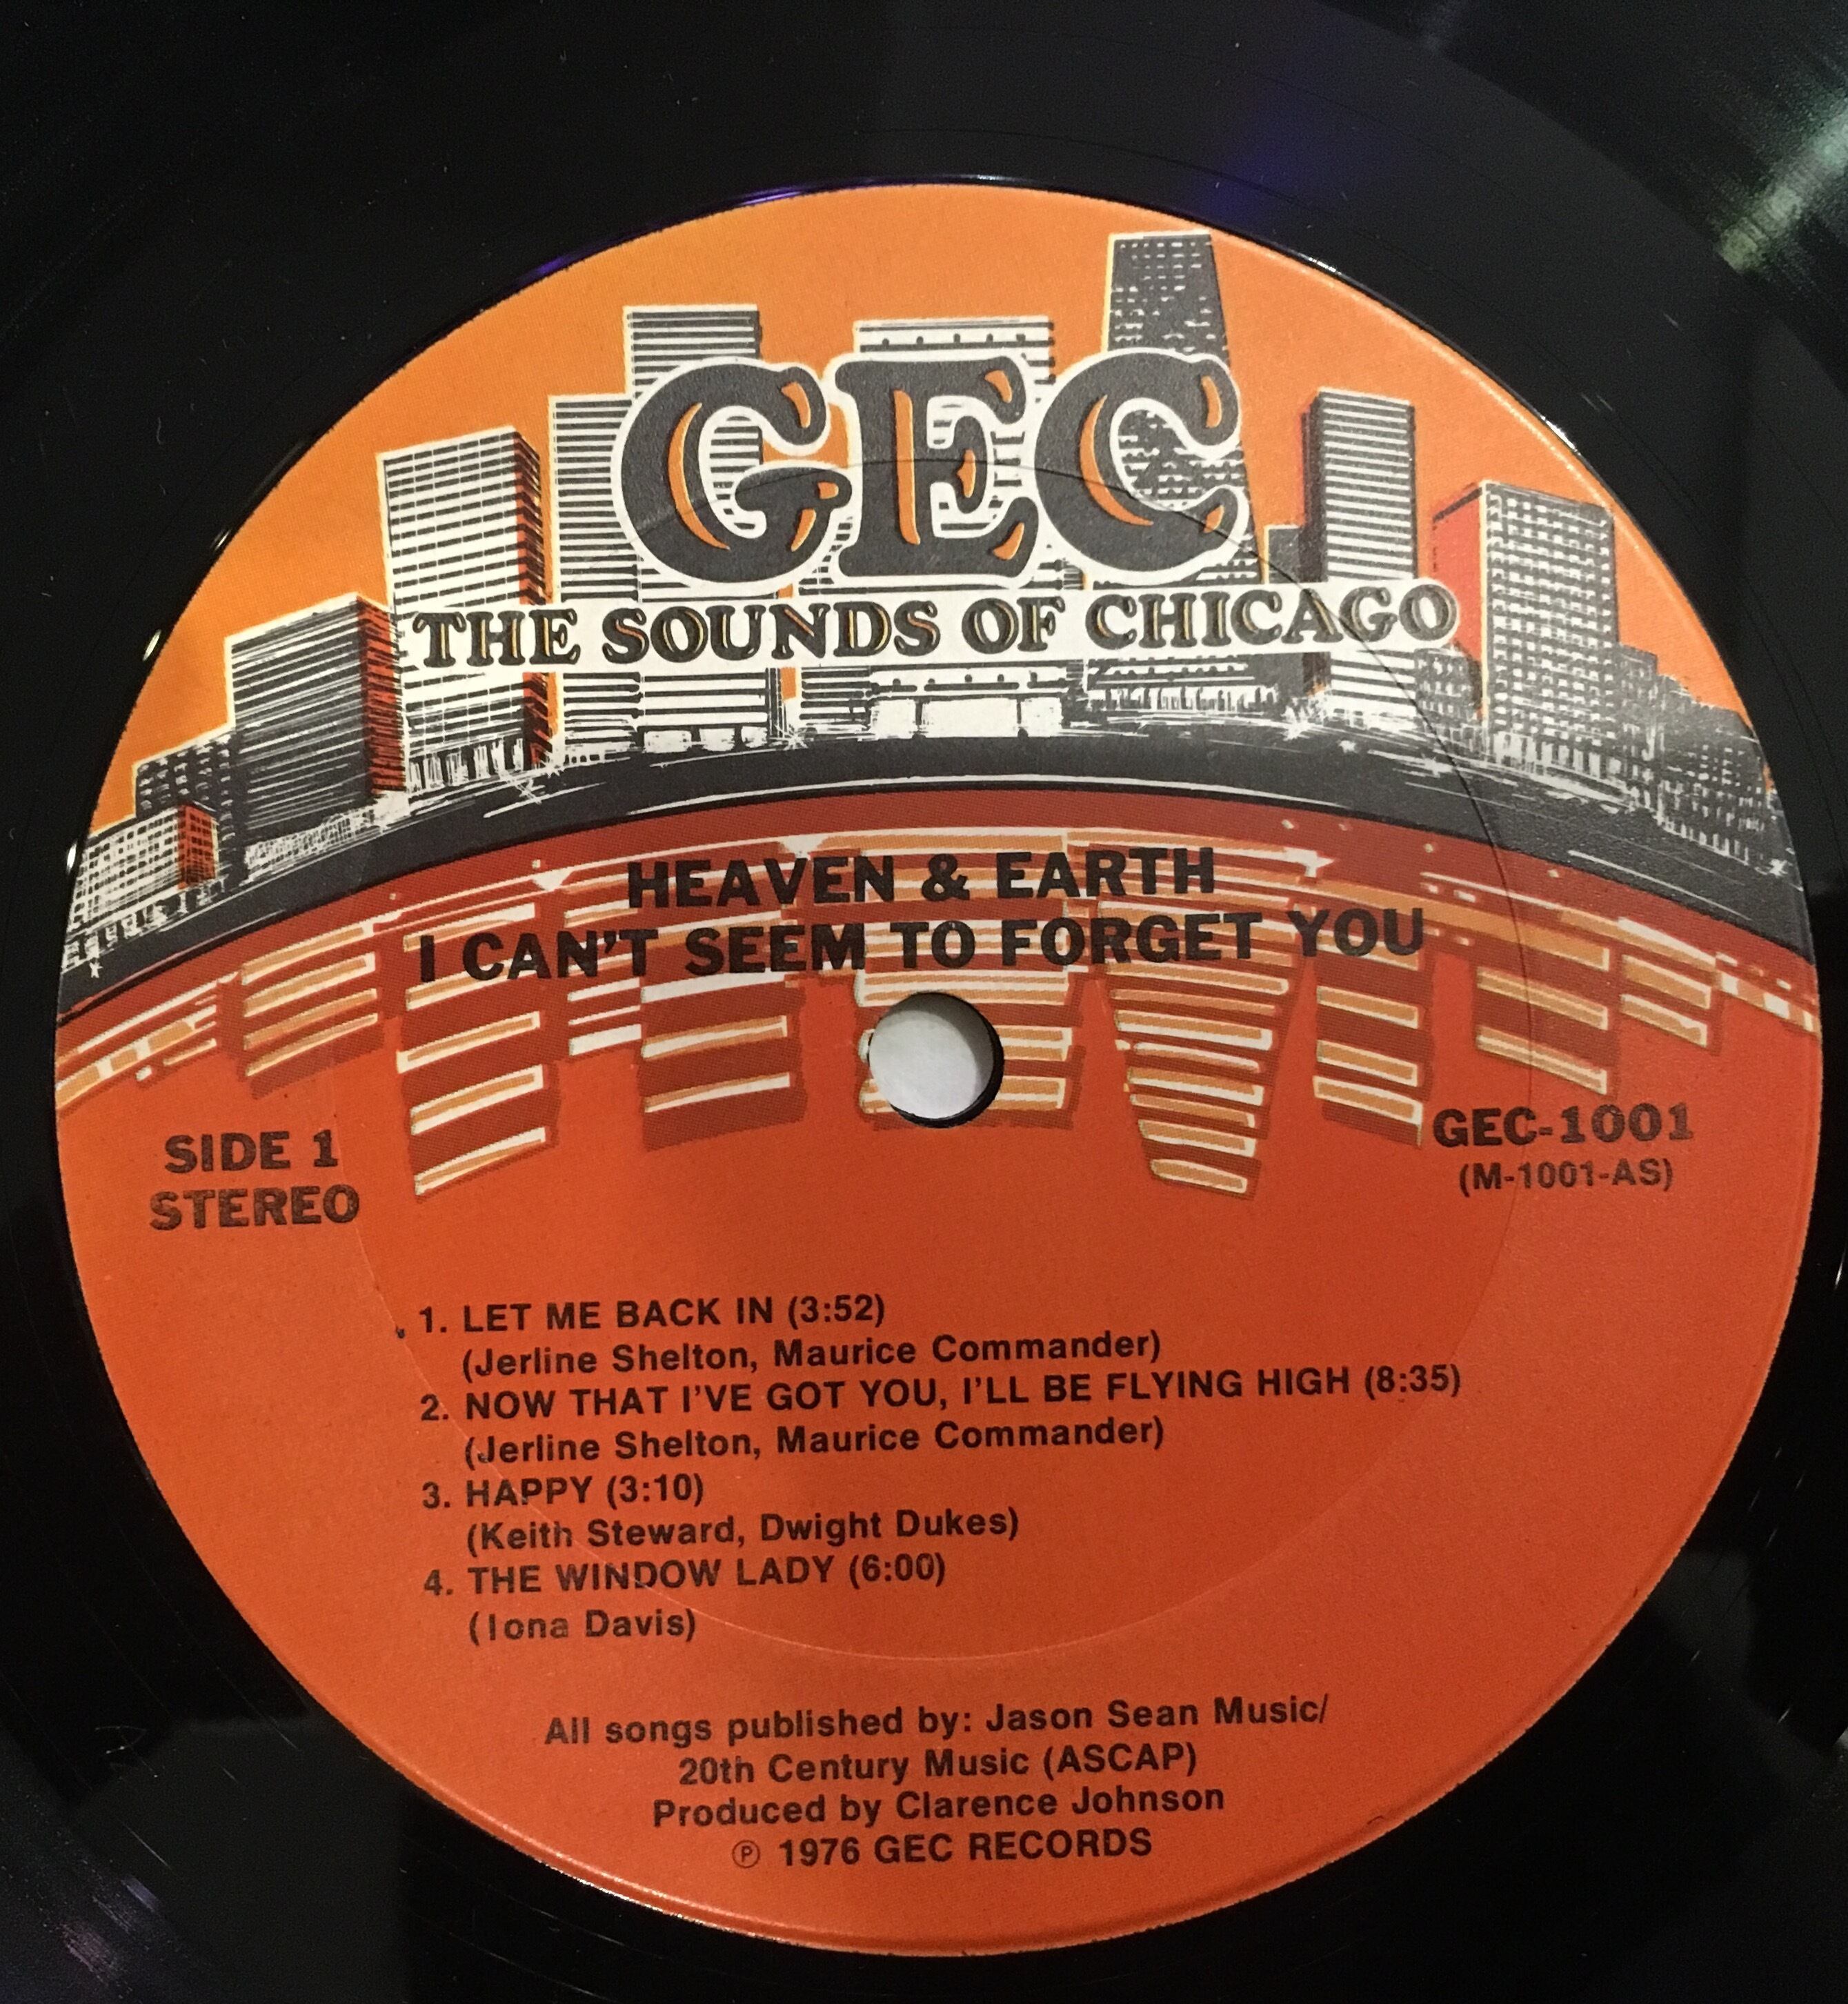 GEC
THE SOUNDS OF CHICAGO
HEAVEN & EARTH
I CAN'T SEEM TO FORGET YOU
SIDE 1
STEREO
GEC-1001
(M-1001-AS)
1. LET ME BACK IN (3:52)
(Jerline Shelton, Maurice Commander)
2. NOW THAT I'VE GOT YOU, I'LL BE FLYING HIGH (8:35)
(Jerline Shelton, Maurice Commander)
3. HAPPY (3:10)
(Keith Steward, Dwight Dukes)
4. THE WINDOW LADY (6:00)
(Iona Davis)
All songs published by: Jason Sean Music/
20th Century Music (ASCAP)
Produced by Clarence Johnson
℗ 1976 GEC RECORDS